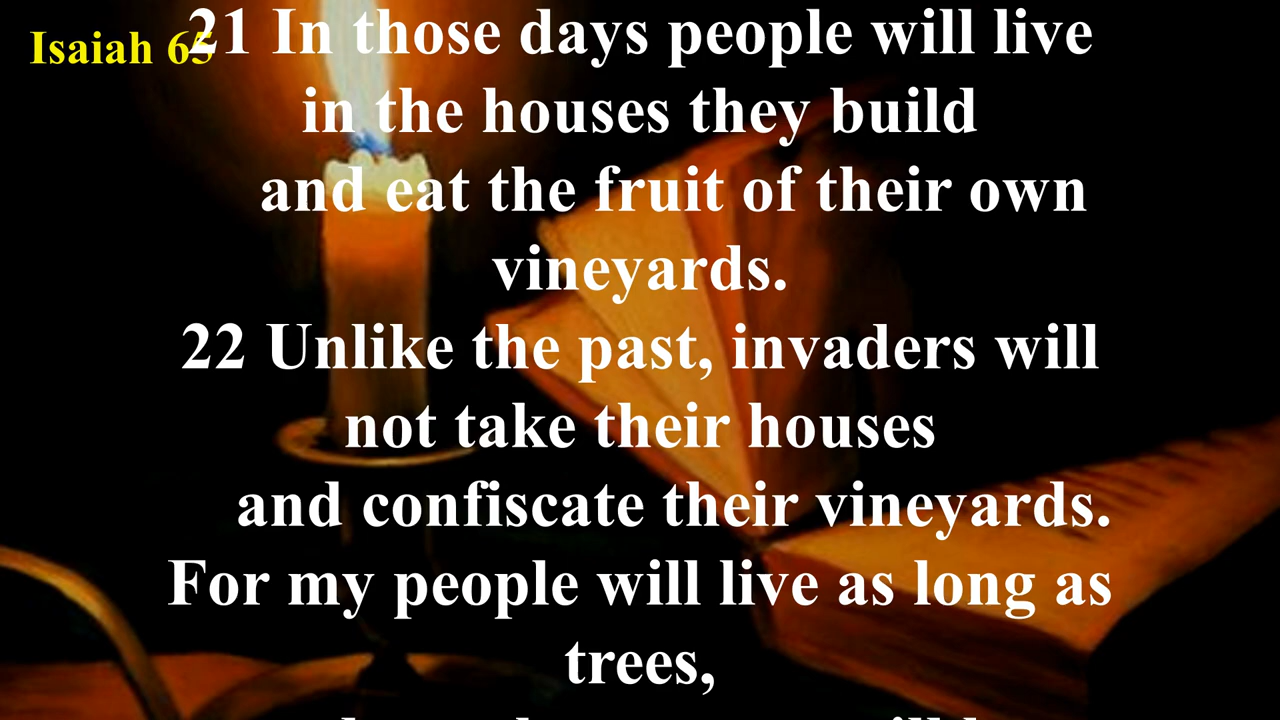 Isaiah 65
21 In those days people will live
in the houses they build
and eat the fruit of their own
vineyards.
22 Unlike the past, invaders will
not take their houses
and confiscate their vineyards.
For my people will live as long as
trees,